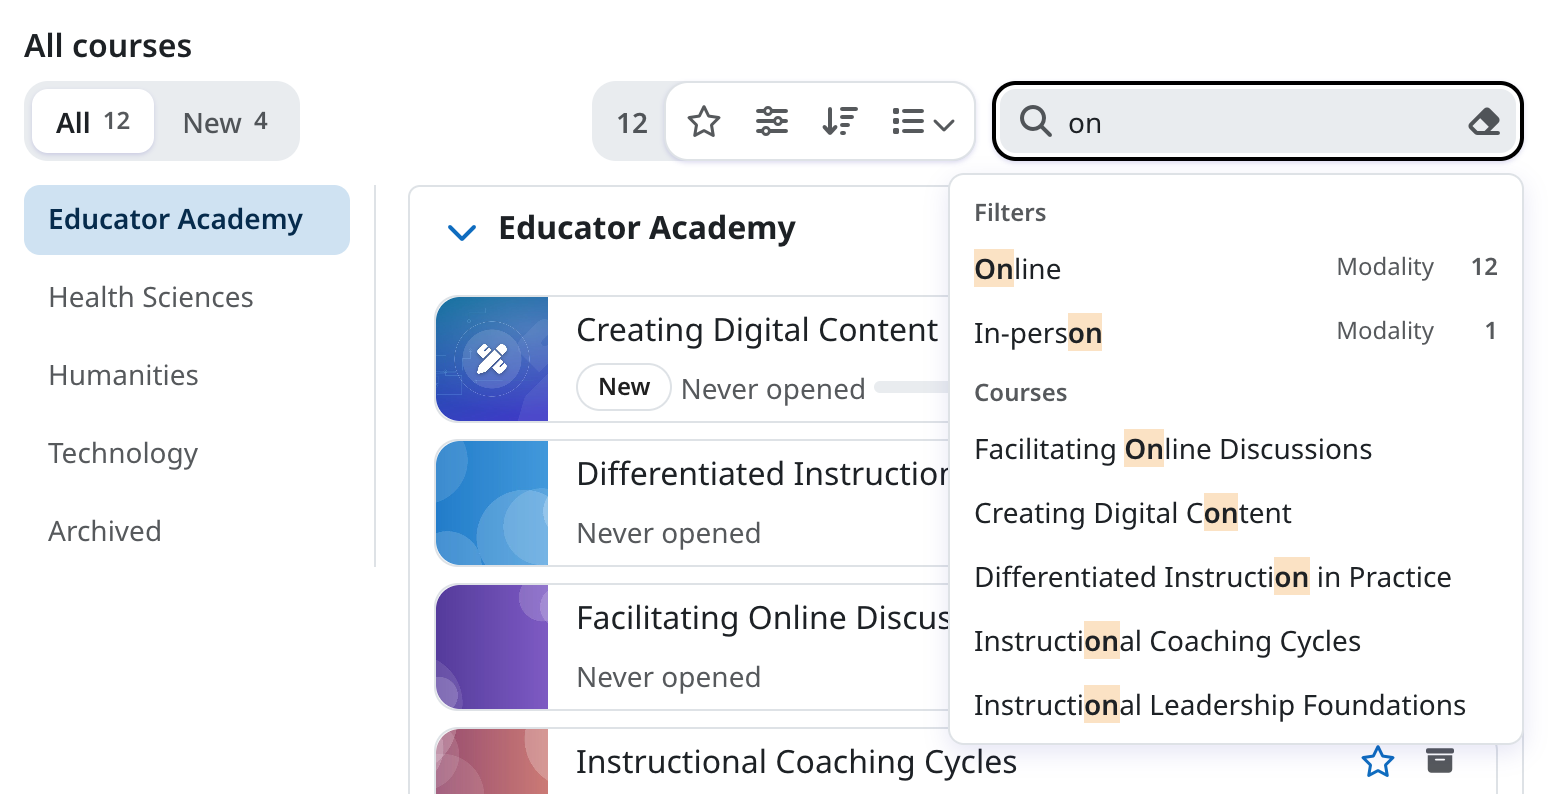 All courses
All 12 New 4
12
on
Educator Academy
Health Sciences
Humanities
Technology
Archived
Educator Academy
Creating Digital Content
New Never opened
Differentiated Instruction
Never opened
Facilitating Online Discus
Never opened
Instructional Coaching Cycles
Filters
Online Modality 12
In-person Modality 1
Courses
Facilitating Online Discussions
Creating Digital Content
Differentiated Instruction in Practice
Instructional Coaching Cycles
Instructional Leadership Foundations